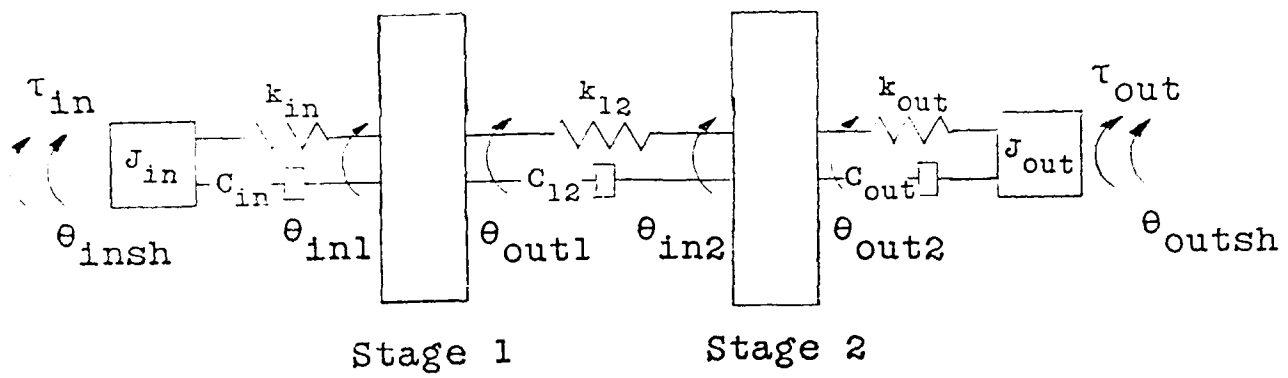 τin
kin
k12
kout
τout
Jin
Jout
Cin
C12
Cout
θinsh
θin1
θout1
θin2
θout2
θoutsh
Stage 1
Stage 2